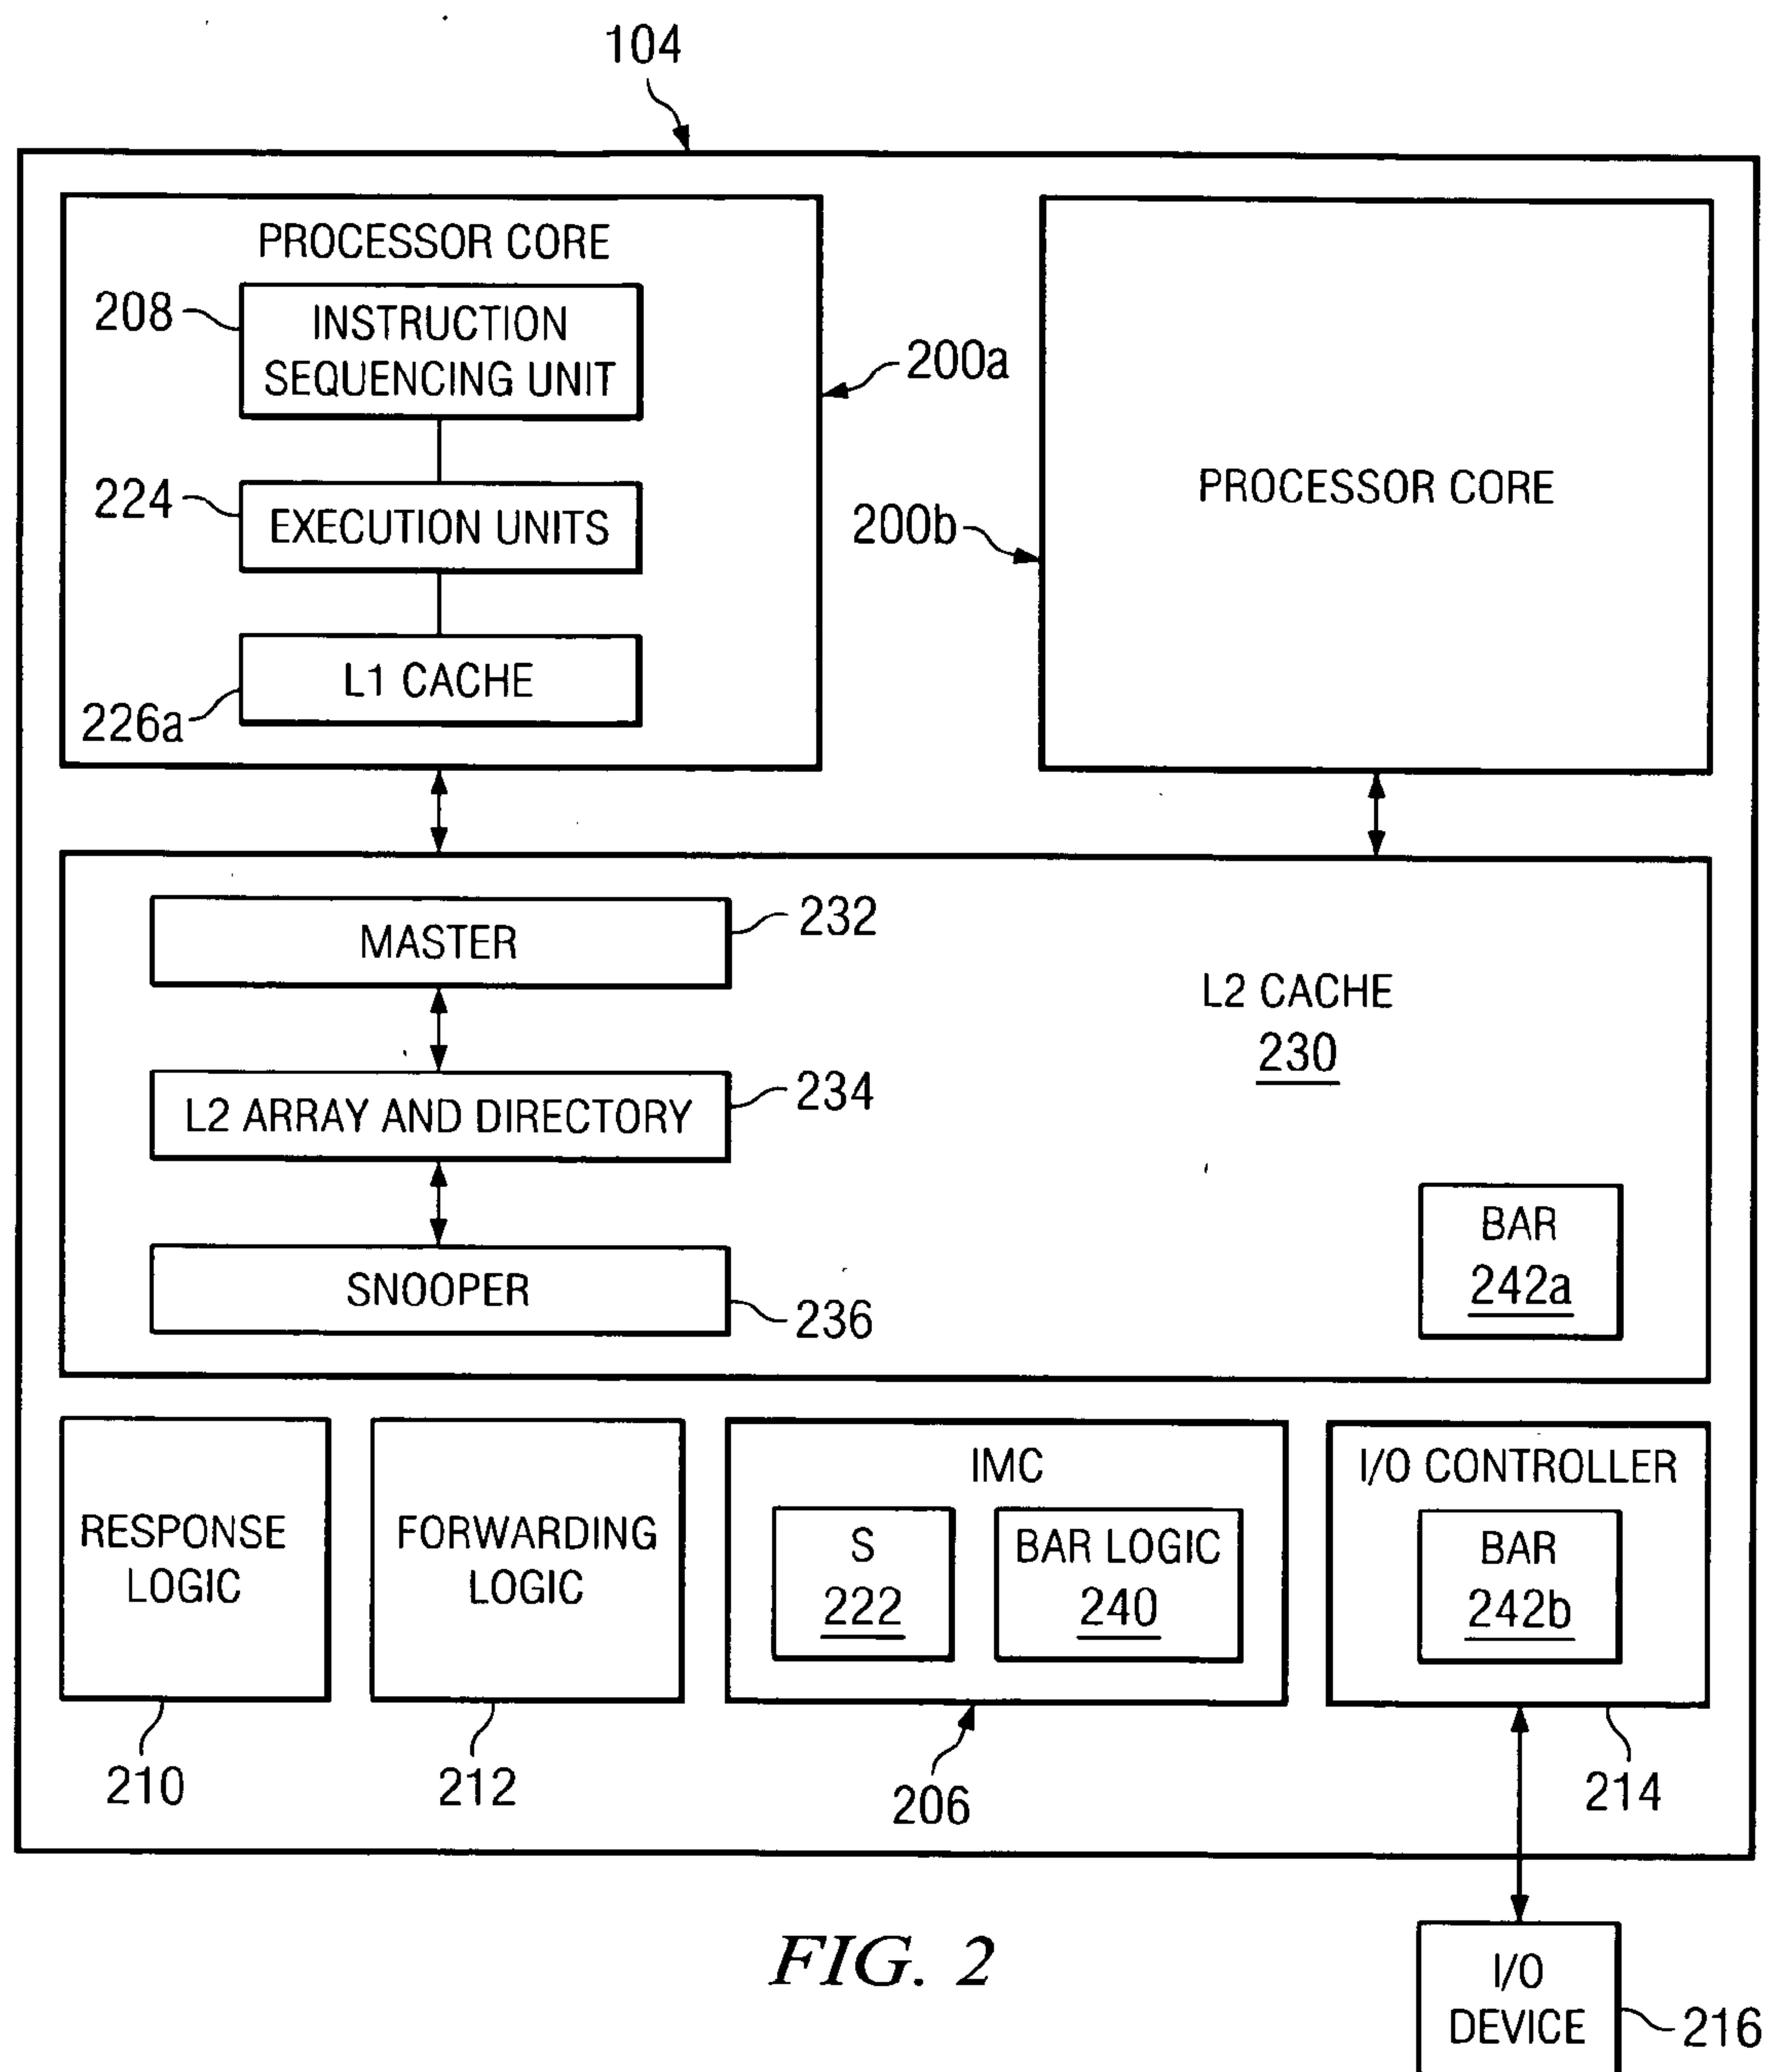 104
PROCESSOR CORE
208
INSTRUCTION
SEQUENCING UNIT
200a
224
EXECUTION UNITS
226a
L1 CACHE
PROCESSOR CORE
200b
MASTER
232
L2 ARRAY AND DIRECTORY
234
SNOOPER
236
L2 CACHE
230
BAR
242a
RESPONSE
LOGIC
210
FORWARDING
LOGIC
212
IMC
S
222
BAR LOGIC
240
206
I/O CONTROLLER
BAR
242b
214
I/O
DEVICE
216
FIG. 2